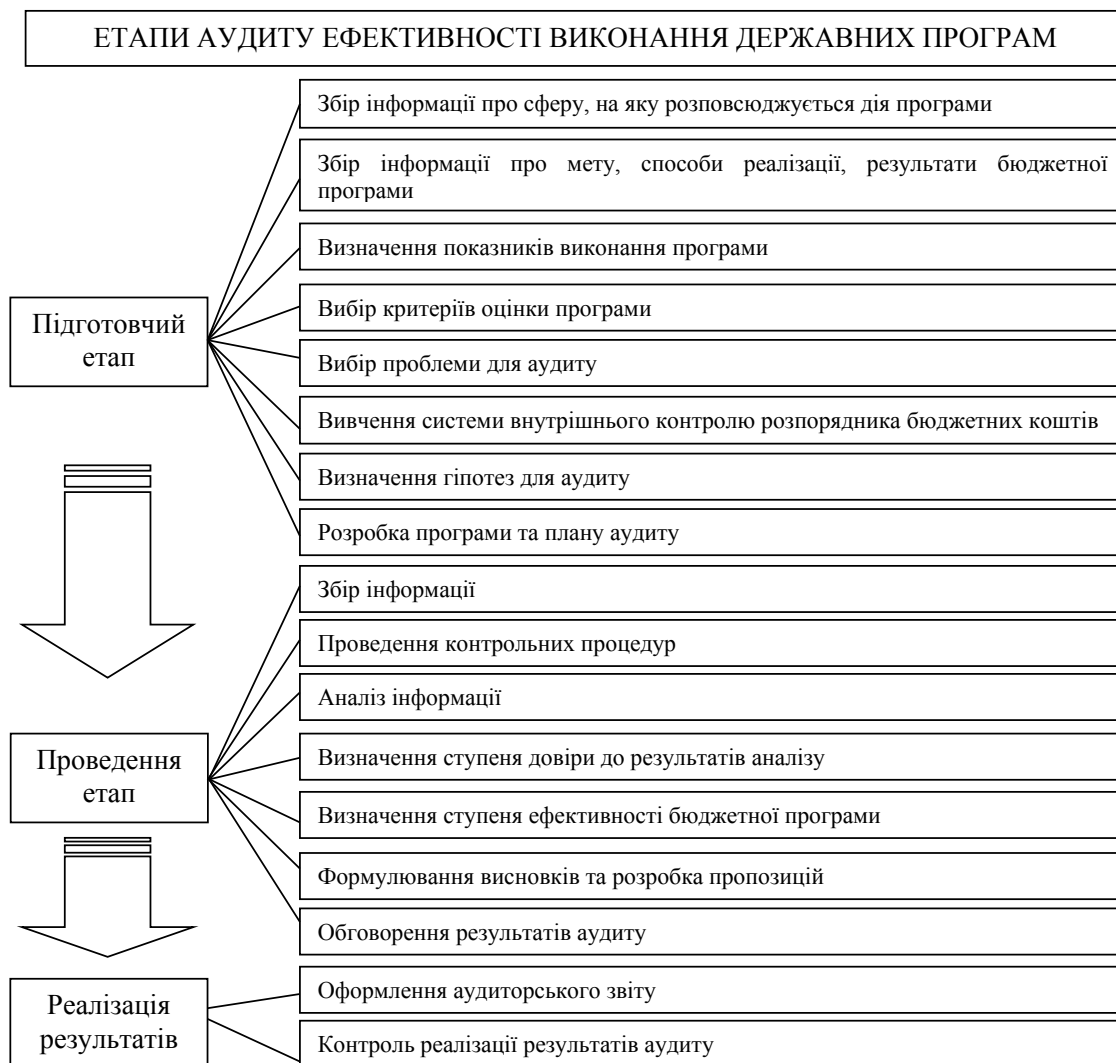 ЕТАПИ АУДИТУ ЕФЕКТИВНОСТІ ВИКОНАННЯ ДЕРЖАВНИХ ПРОГРАМ
Підготовчий
етап
Збір інформації про сферу, на яку розповсюджується дія програми
Збір інформації про мету, способи реалізації, результати бюджетної
програми
Визначення показників виконання програми
Вибір критеріїв оцінки програми
Вибір проблеми для аудиту
Вивчення системи внутрішнього контролю розпорядника бюджетних коштів
Визначення гіпотез для аудиту
Розробка програми та плану аудиту
Проведення
етап
Збір інформації
Проведення контрольних процедур
Аналіз інформації
Визначення ступеня довіри до результатів аналізу
Визначення ступеня ефективності бюджетної програми
Формулювання висновків та розробка пропозицій
Обговорення результатів аудиту
Реалізація
результатів
Оформлення аудиторського звіту
Контроль реалізації результатів аудиту